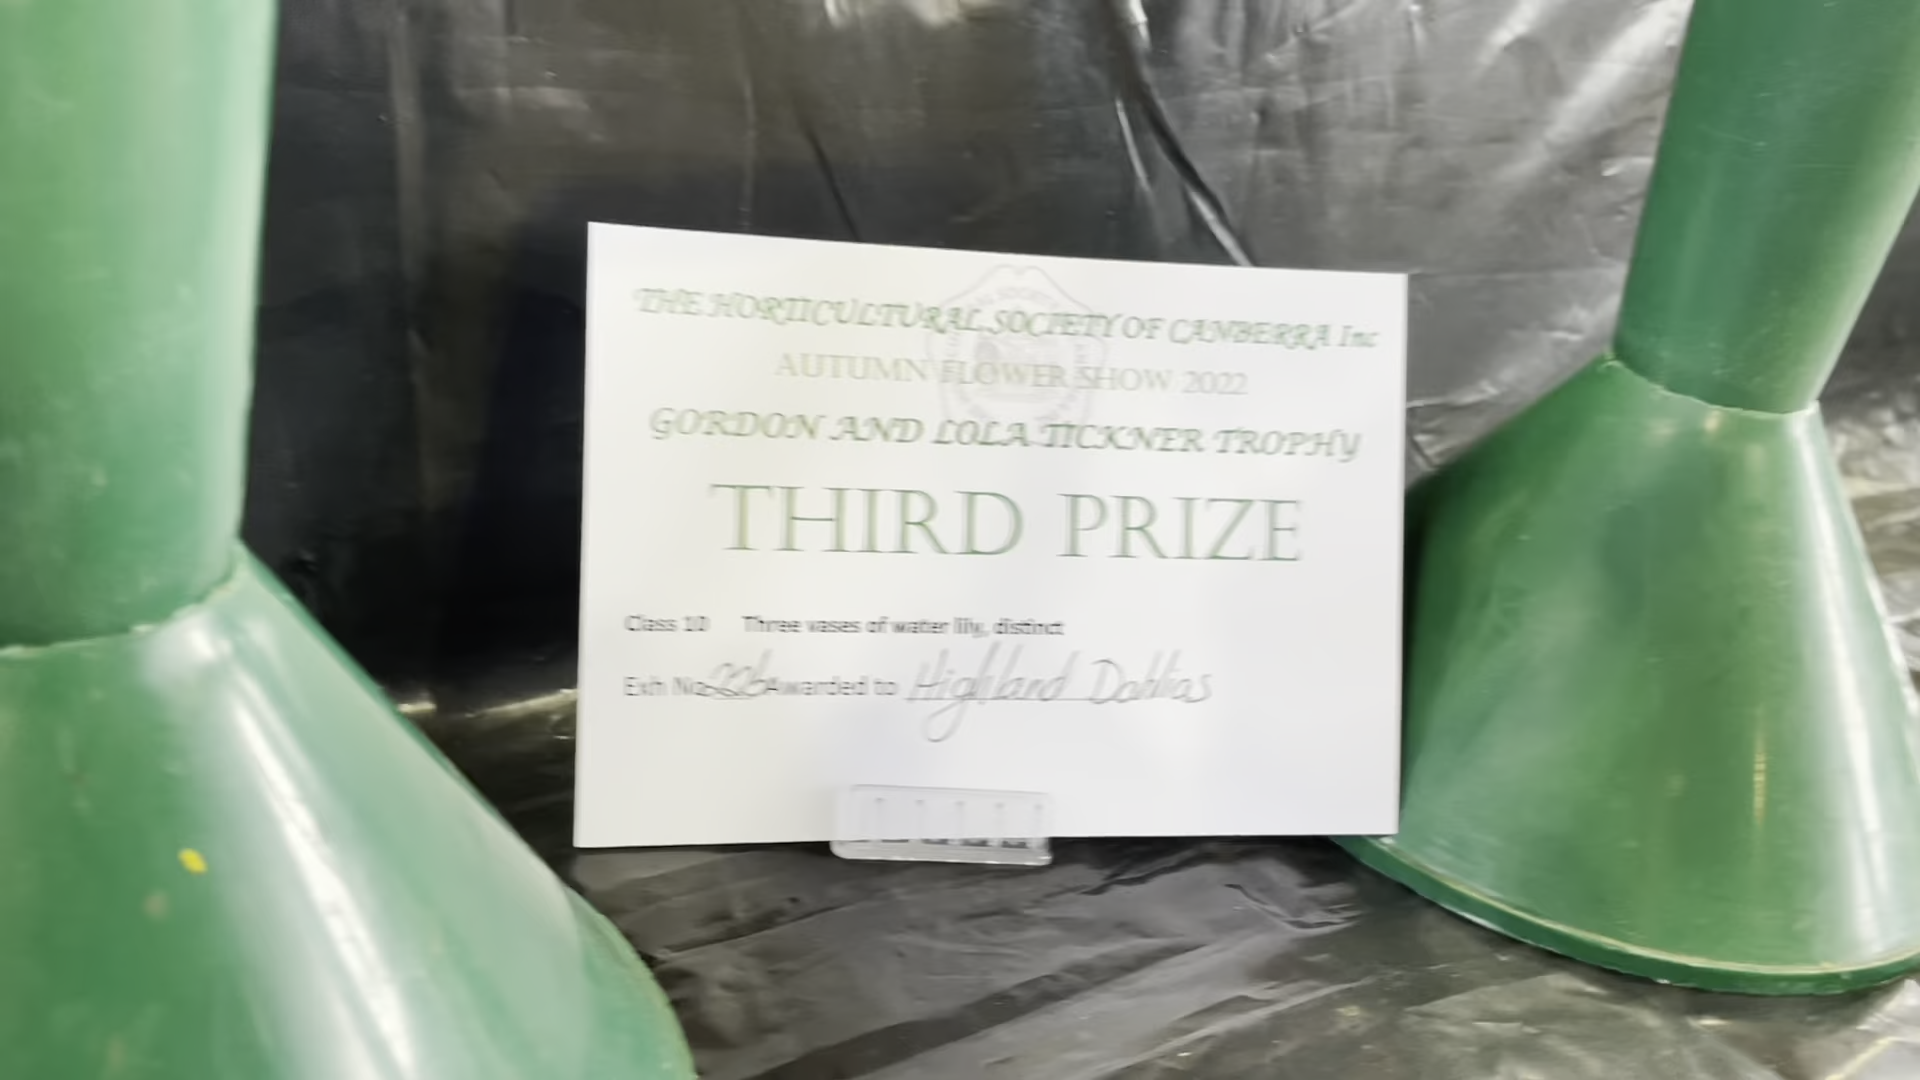 THE HORTICULTURAL SOCIETY OF CANBERRA Inc
AUTUMN FLOWER SHOW 2022
GORDON AND LOLA TICKNER TROPHY
THIRD PRIZE
Class 10 Three vases of water lily, distinct
Exh No 226 Awarded to Highland Dahlias